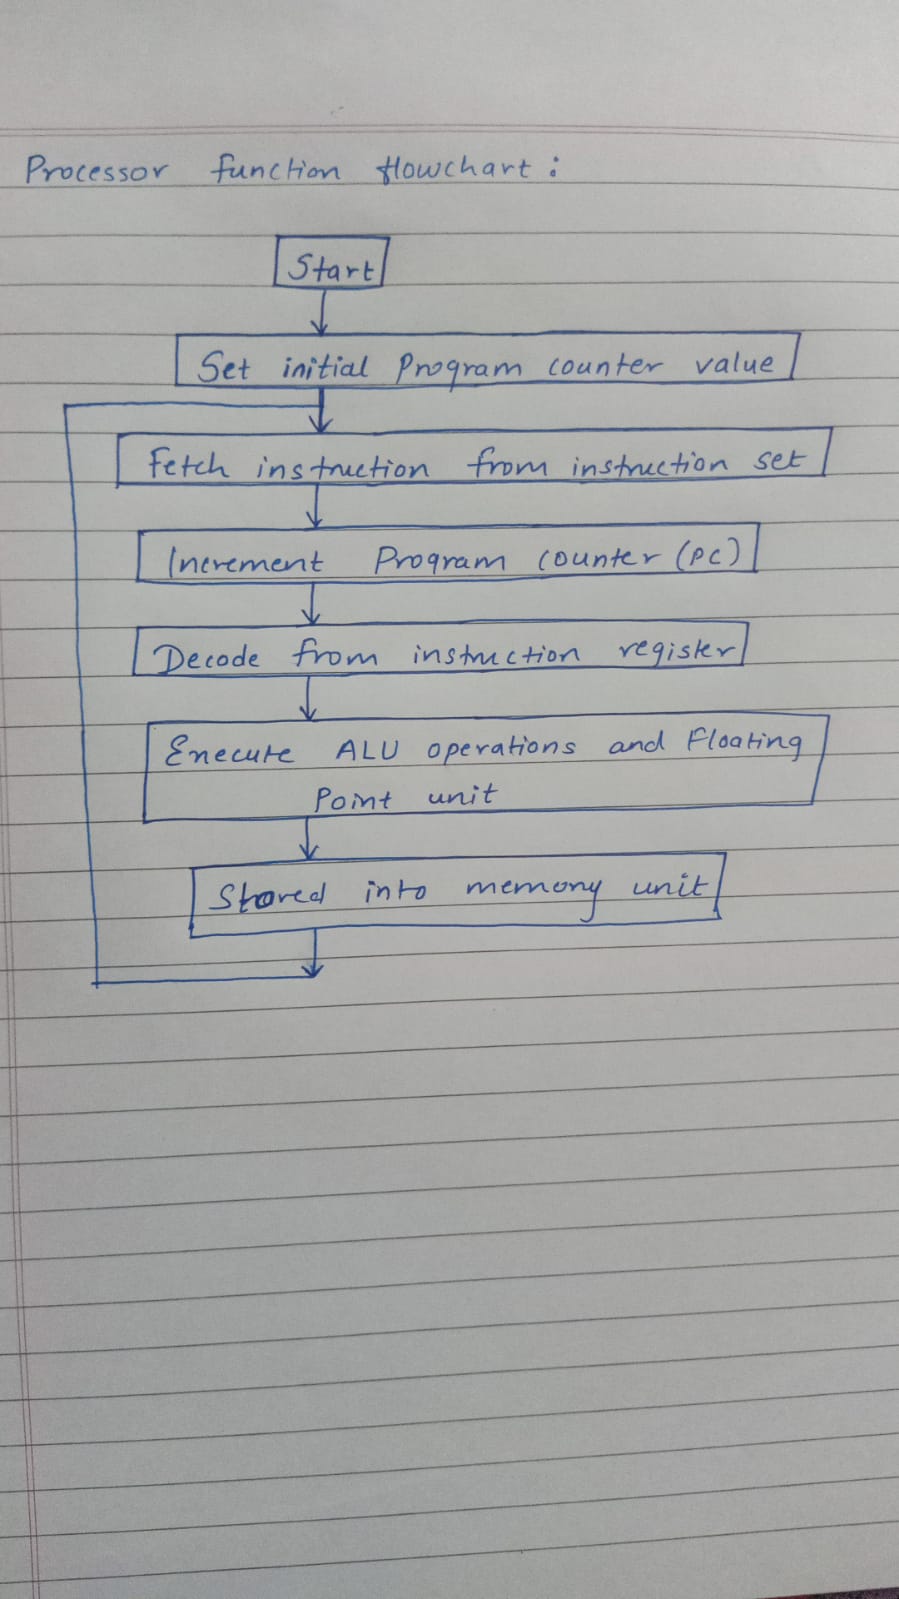 Processor function flowchart :
Start
Set initial Program counter value
Fetch instruction from instruction set
Increment Program counter (PC)
Decode from instruction register
Execute ALU operations and Floating
Point unit
Stored into memory unit